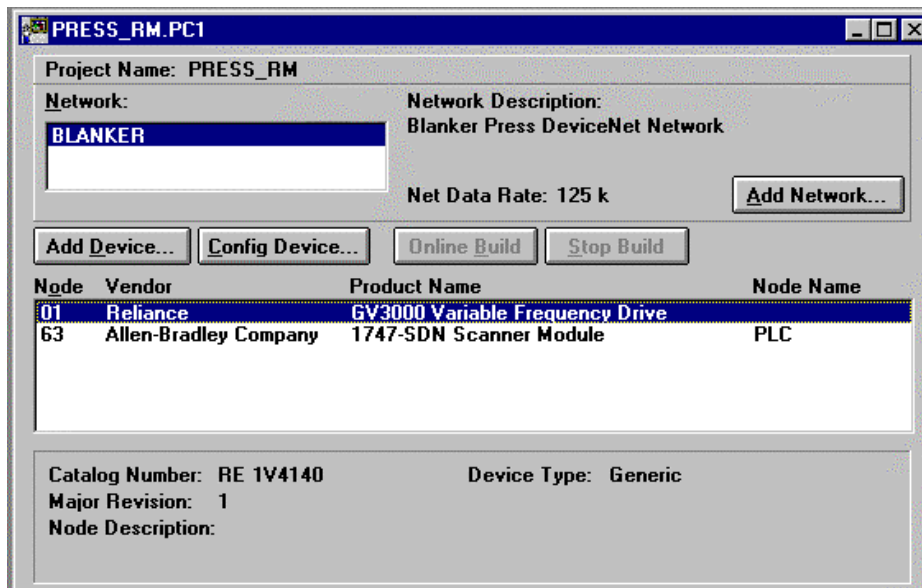 PRESS_RM.PC1
Project Name: PRESS_RM
Network:
BLANKER
Network Description:
Blanker Press DeviceNet Network
Net Data Rate: 125 k
Add Network...
Add Device... Config Device... Online Build Stop Build
Node Vendor Product Name Node Name
01 Reliance GV3000 Variable Frequency Drive
63 Allen-Bradley Company 1747-SDN Scanner Module PLC
Catalog Number: RE 1V4140 Device Type: Generic
Major Revision: 1
Node Description: